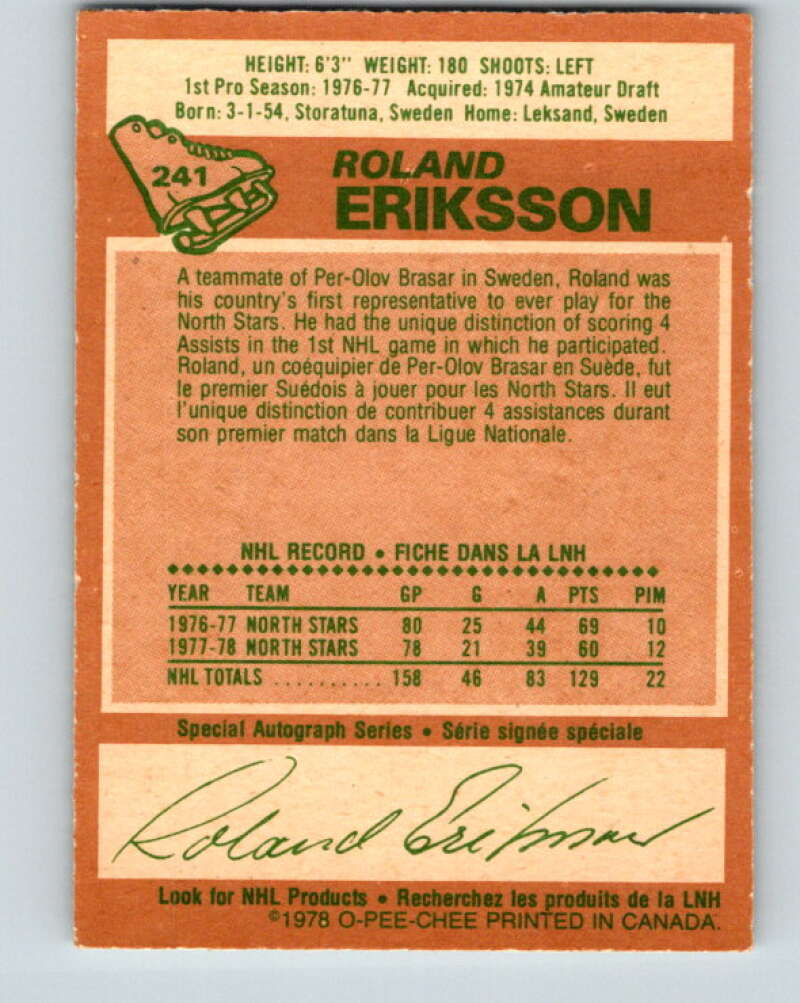 HEIGHT: 6'3" WEIGHT: 180 SHOOTS: LEFT
1st Pro Season: 1976-77 Acquired: 1974 Amateur Draft
Born: 3-1-54, Storatuna, Sweden Home: Leksand, Sweden
241
ROLAND
ERIKSSON
A teammate of Per-Olov Brasar in Sweden, Roland was
his country's first representative to ever play for the
North Stars. He had the unique distinction of scoring 4
Assists in the 1st NHL game in which he participated.
Roland, un coéquipier de Per-Olov Brasar en Suède, fut
le premier Suédois à jouer pour les North Stars. Il eut
l'unique distinction de contribuer 4 assistances durant
son premier match dans la Ligue Nationale.
NHL RECORD • FICHE DANS LA LNH
YEAR TEAM GP G A PTS PIM
1976-77 NORTH STARS 80 25 44 69 10
1977-78 NORTH STARS 78 21 39 60 12
NHL TOTALS .......... 158 46 83 129 22
Special Autograph Series • Série signée spéciale
Roland Eriksson
Look for NHL Products • Recherchez les produits de la LNH
©1978 O-PEE-CHEE PRINTED IN CANADA.